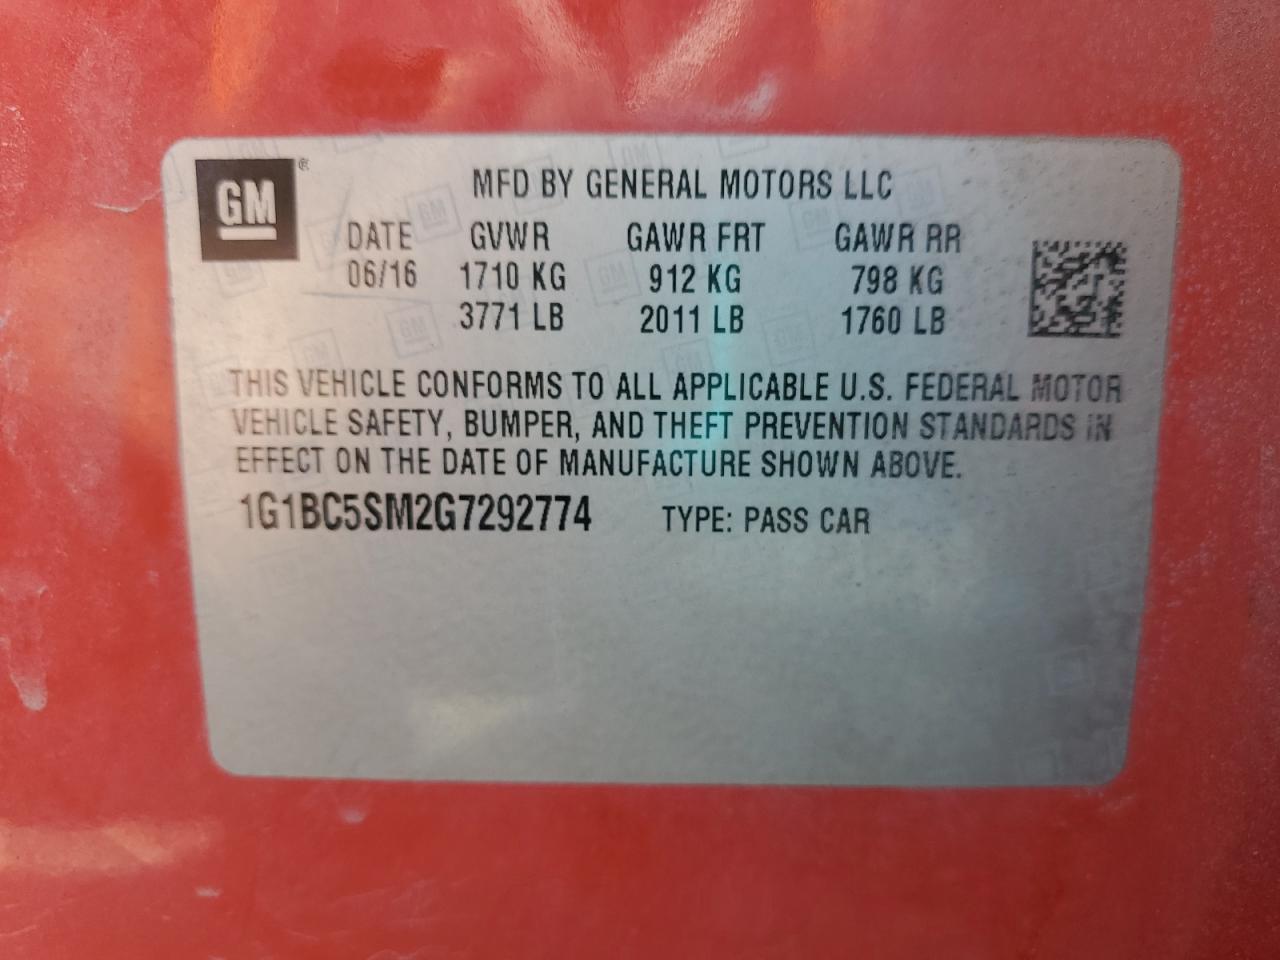 GM®
MFD BY GENERAL MOTORS LLC
DATE GVWR GAWR FRT GAWR RR
06/16 1710 KG 912 KG 798 KG
3771 LB 2011 LB 1760 LB
THIS VEHICLE CONFORMS TO ALL APPLICABLE U.S. FEDERAL MOTOR
VEHICLE SAFETY, BUMPER, AND THEFT PREVENTION STANDARDS IN
EFFECT ON THE DATE OF MANUFACTURE SHOWN ABOVE.
1G1BC5SM2G7292774 TYPE: PASS CAR